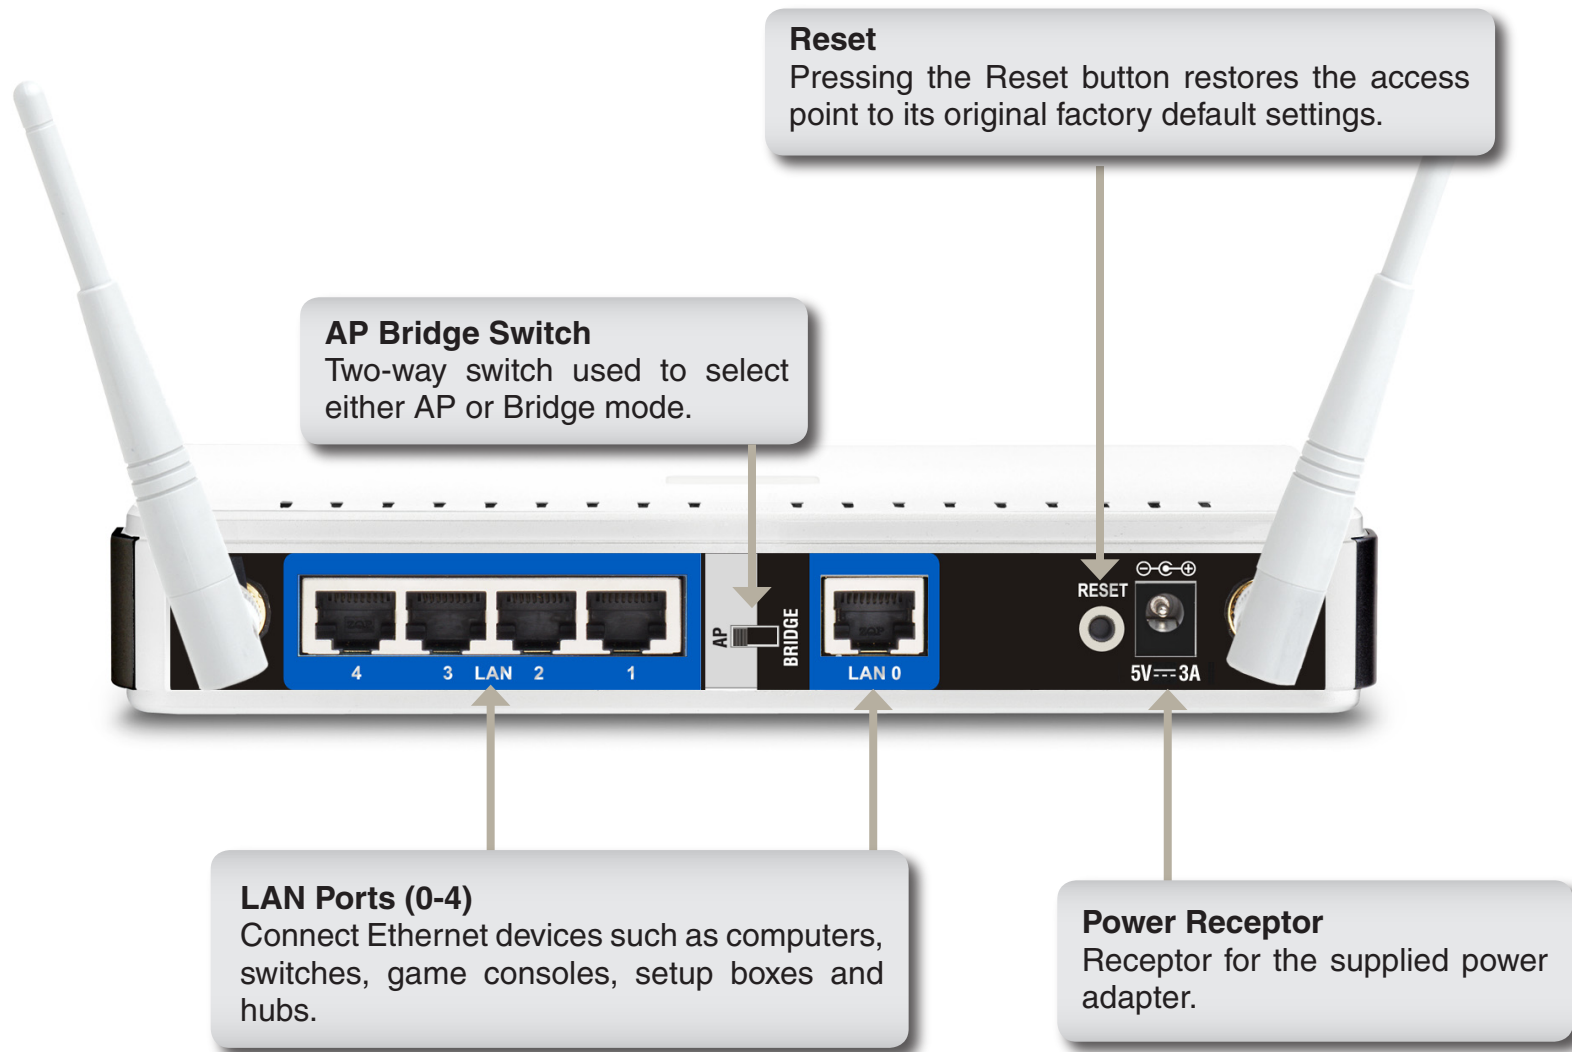 Reset
Pressing the Reset button restores the access
point to its original factory default settings.
AP Bridge Switch
Two-way switch used to select
either AP or Bridge mode.
4 3 LAN 2 1
AP
BRIDGE
LAN 0
RESET
5V 3A
LAN Ports (0-4)
Connect Ethernet devices such as computers,
switches, game consoles, setup boxes and
hubs.
Power Receptor
Receptor for the supplied power
adapter.